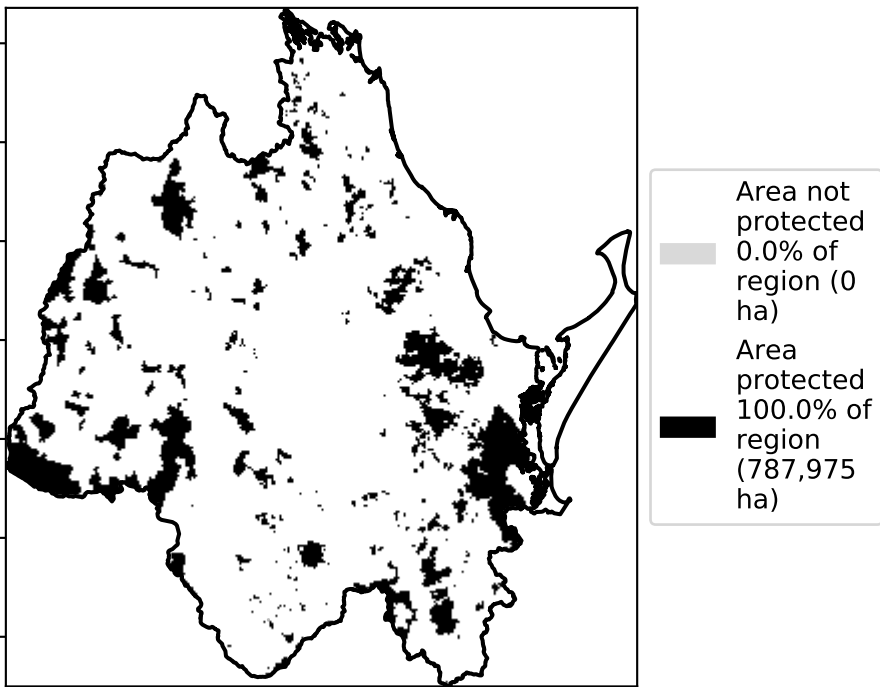 Area not
protected
0.0% of
region (0
ha)
Area
protected
100.0% of
region
(787,975
ha)